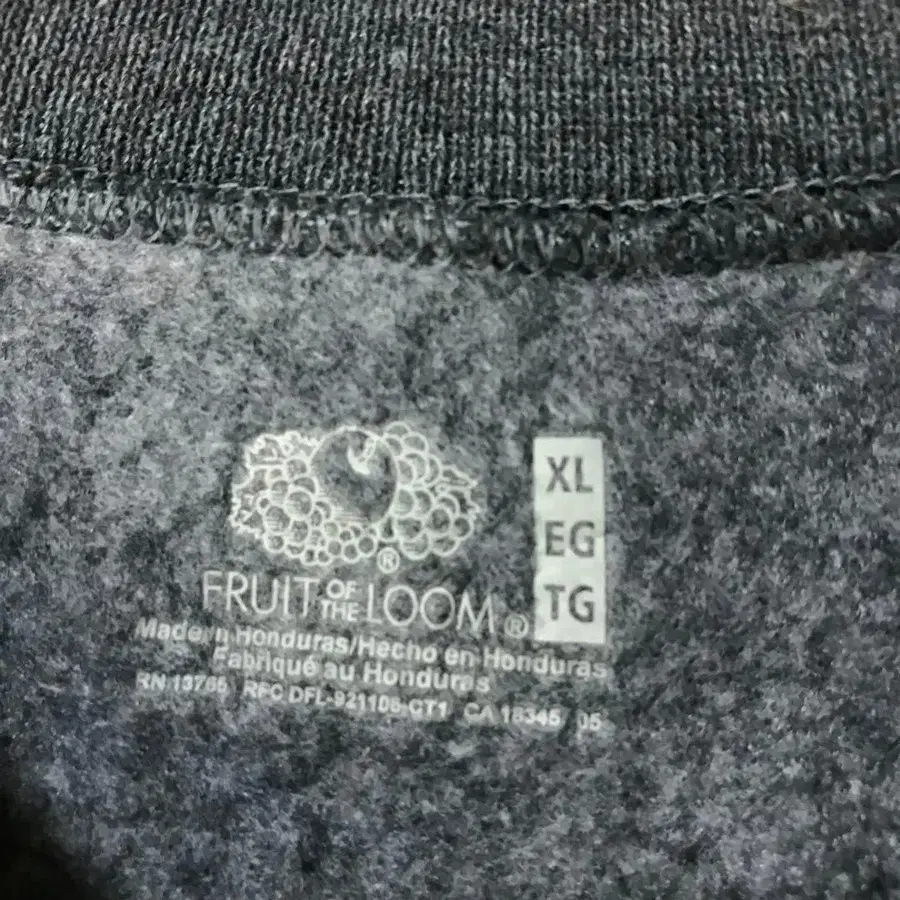 FRUIT OF THE LOOM®
XL
EG
TG
Made in Honduras/Hecho en Honduras
Fabriqué au Honduras
RN 13765 RFC DFL-921106-CT1 CA 18345 05